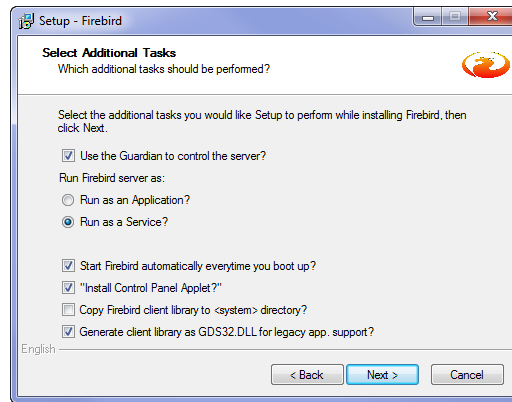 Setup - Firebird
Select Additional Tasks
Which additional tasks should be performed?
Select the additional tasks you would like Setup to perform while installing Firebird, then
click Next.
Use the Guardian to control the server?
Run Firebird server as:
Run as an Application?
Run as a Service?
Start Firebird automatically everytime you boot up?
"Install Control Panel Applet?"
Copy Firebird client library to <system> directory?
Generate client library as GDS32.DLL for legacy app. support?
English
< Back
Next >
Cancel